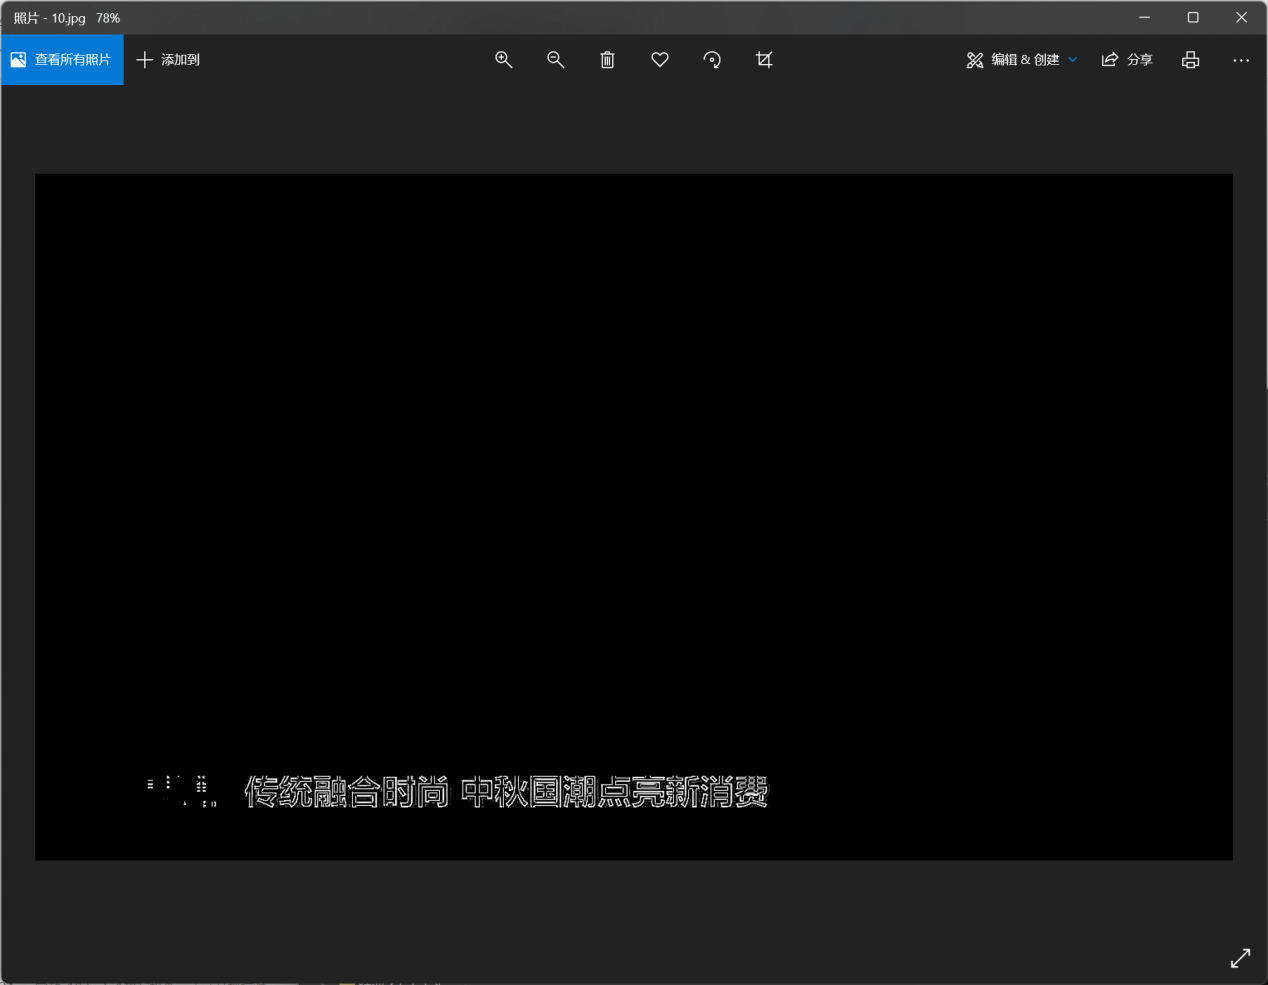 照片 - 10.jpg 78%
查看所有照片 添加到 编辑 & 创建 分享
传统融合时尚 中秋国潮点亮新消费